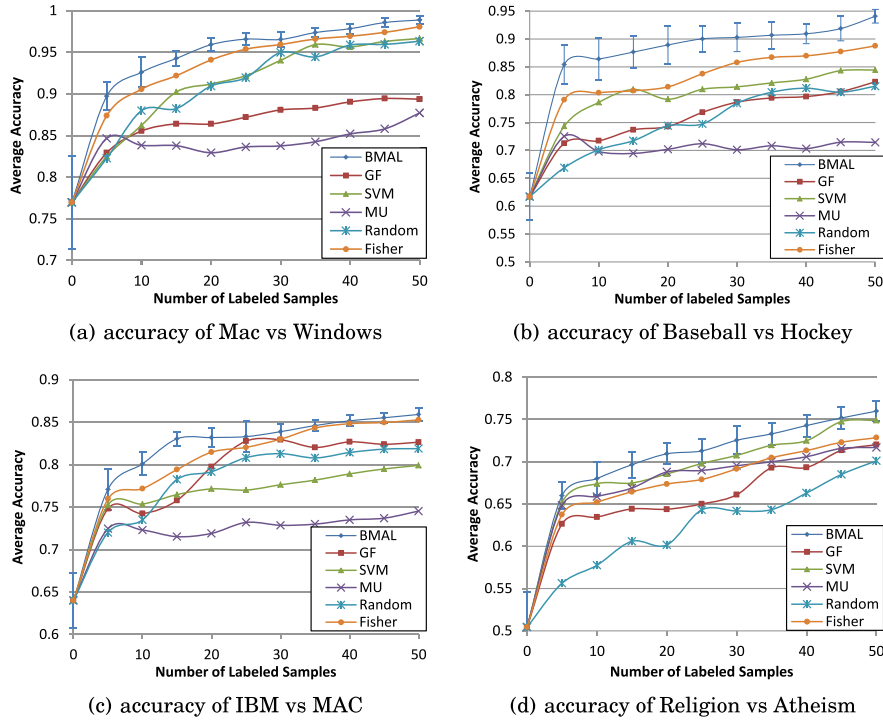 1
0.95
0.9
0.85
0.8
0.75
0.7
Average Accuracy
0 10 20 30 40 50
Number of Labeled Samples
BMAL
GF
SVM
MU
Random
Fisher
(a) accuracy of Mac vs Windows
0.95
0.9
0.85
0.8
0.75
0.7
0.65
0.6
0.55
0.5
Average Accuracy
0 10 20 30 40 50
Number of labeled Samples
BMAL
GF
SVM
MU
Random
Fisher
(b) accuracy of Baseball vs Hockey
0.9
0.85
0.8
0.75
0.7
0.65
0.6
Average Accuracy
0 10 20 30 40 50
Number of Labeled Samples
BMAL
GF
SVM
MU
Random
Fisher
(c) accuracy of IBM vs MAC
0.8
0.75
0.7
0.65
0.6
0.55
0.5
Average Accuracy
0 10 20 30 40 50
Number of Labeled Samples
BMAL
GF
SVM
MU
Random
Fisher
(d) accuracy of Religion vs Atheism